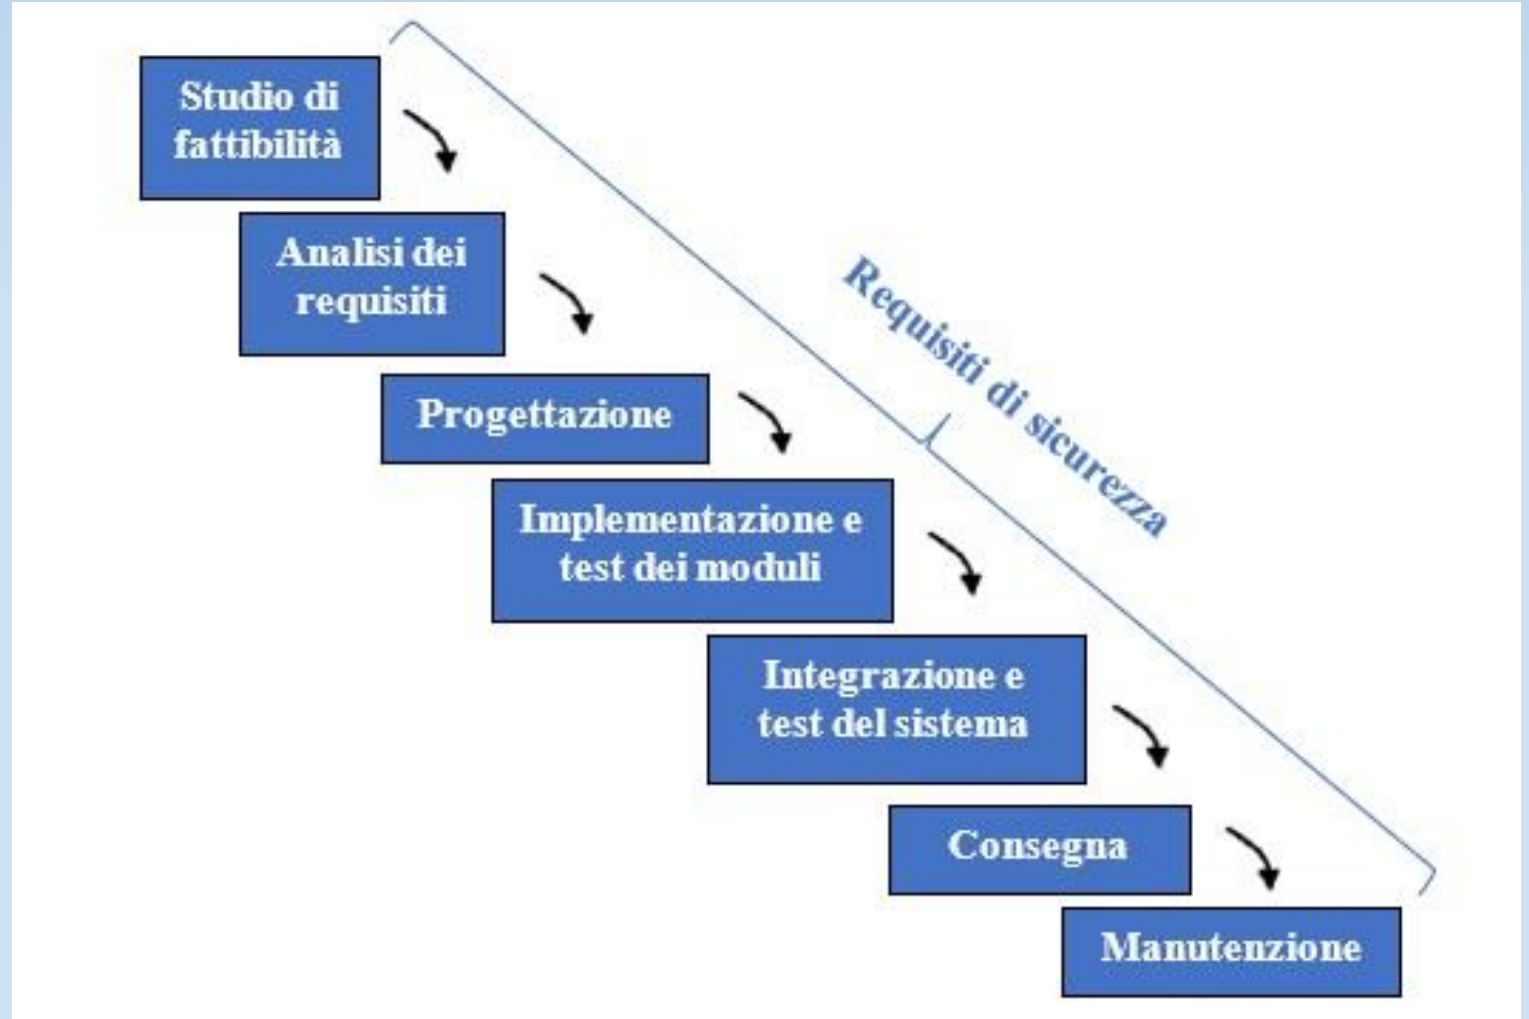 Studio di
fattibilità
Analisi dei
requisiti
Progettazione
Requisiti di sicurezza
Implementazione e
test dei moduli
Integrazione e
test del sistema
Consegna
Manutenzione